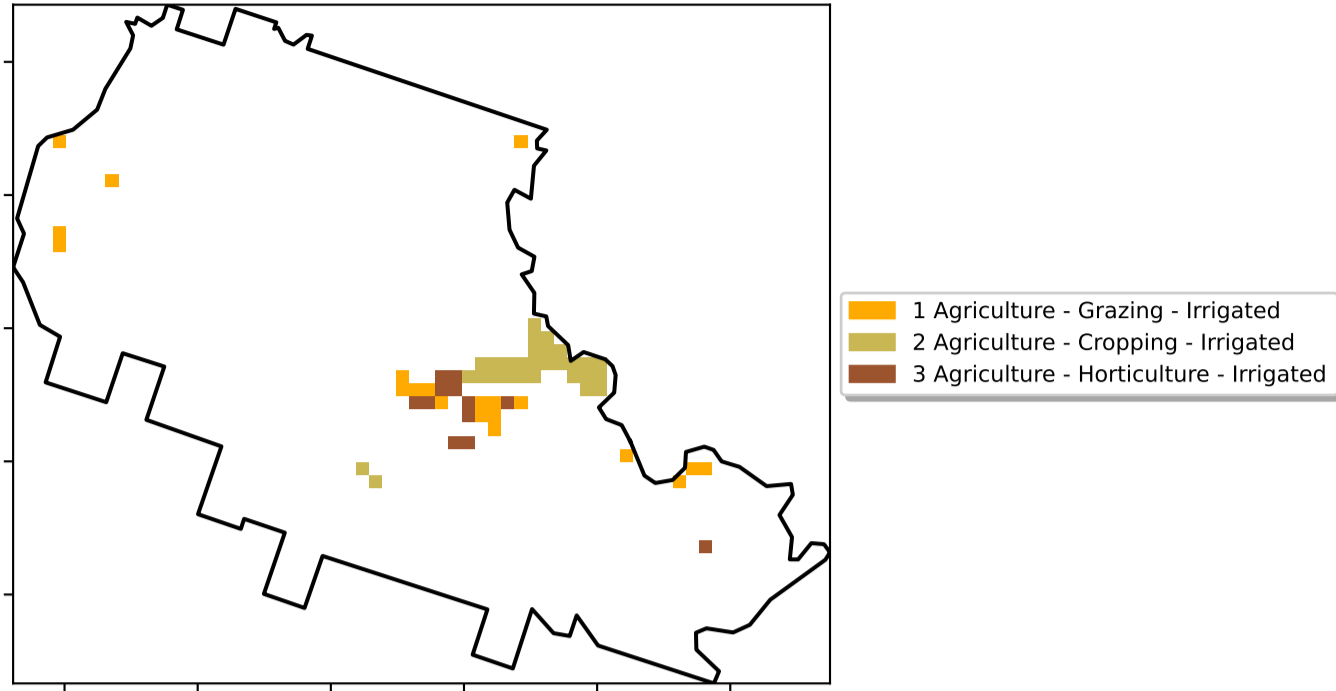 1 Agriculture - Grazing - Irrigated
2 Agriculture - Cropping - Irrigated
3 Agriculture - Horticulture - Irrigated